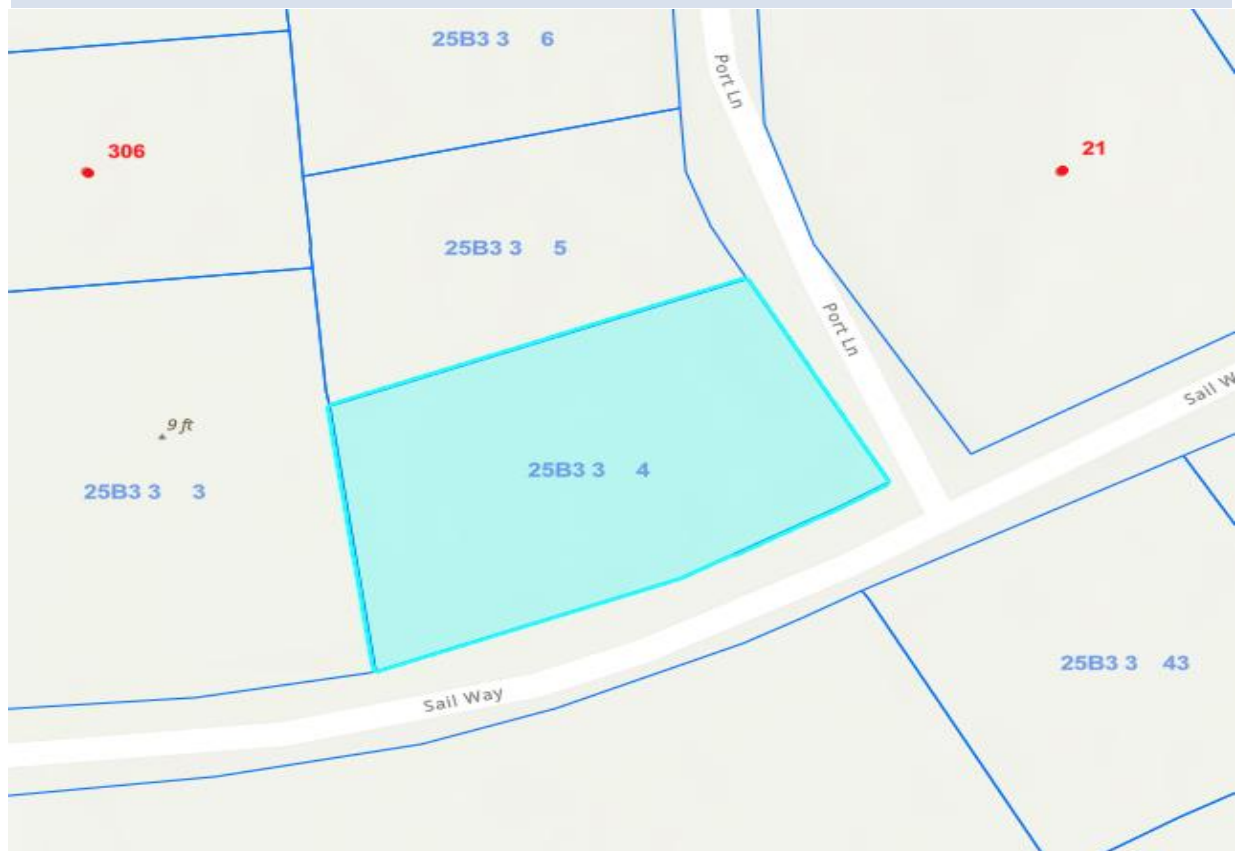 25B3 3 6
Port Ln
306
21
25B3 3 5
Port Ln
Sail W
9 ft
25B3 3 4
25B3 3 3
25B3 3 43
Sail Way